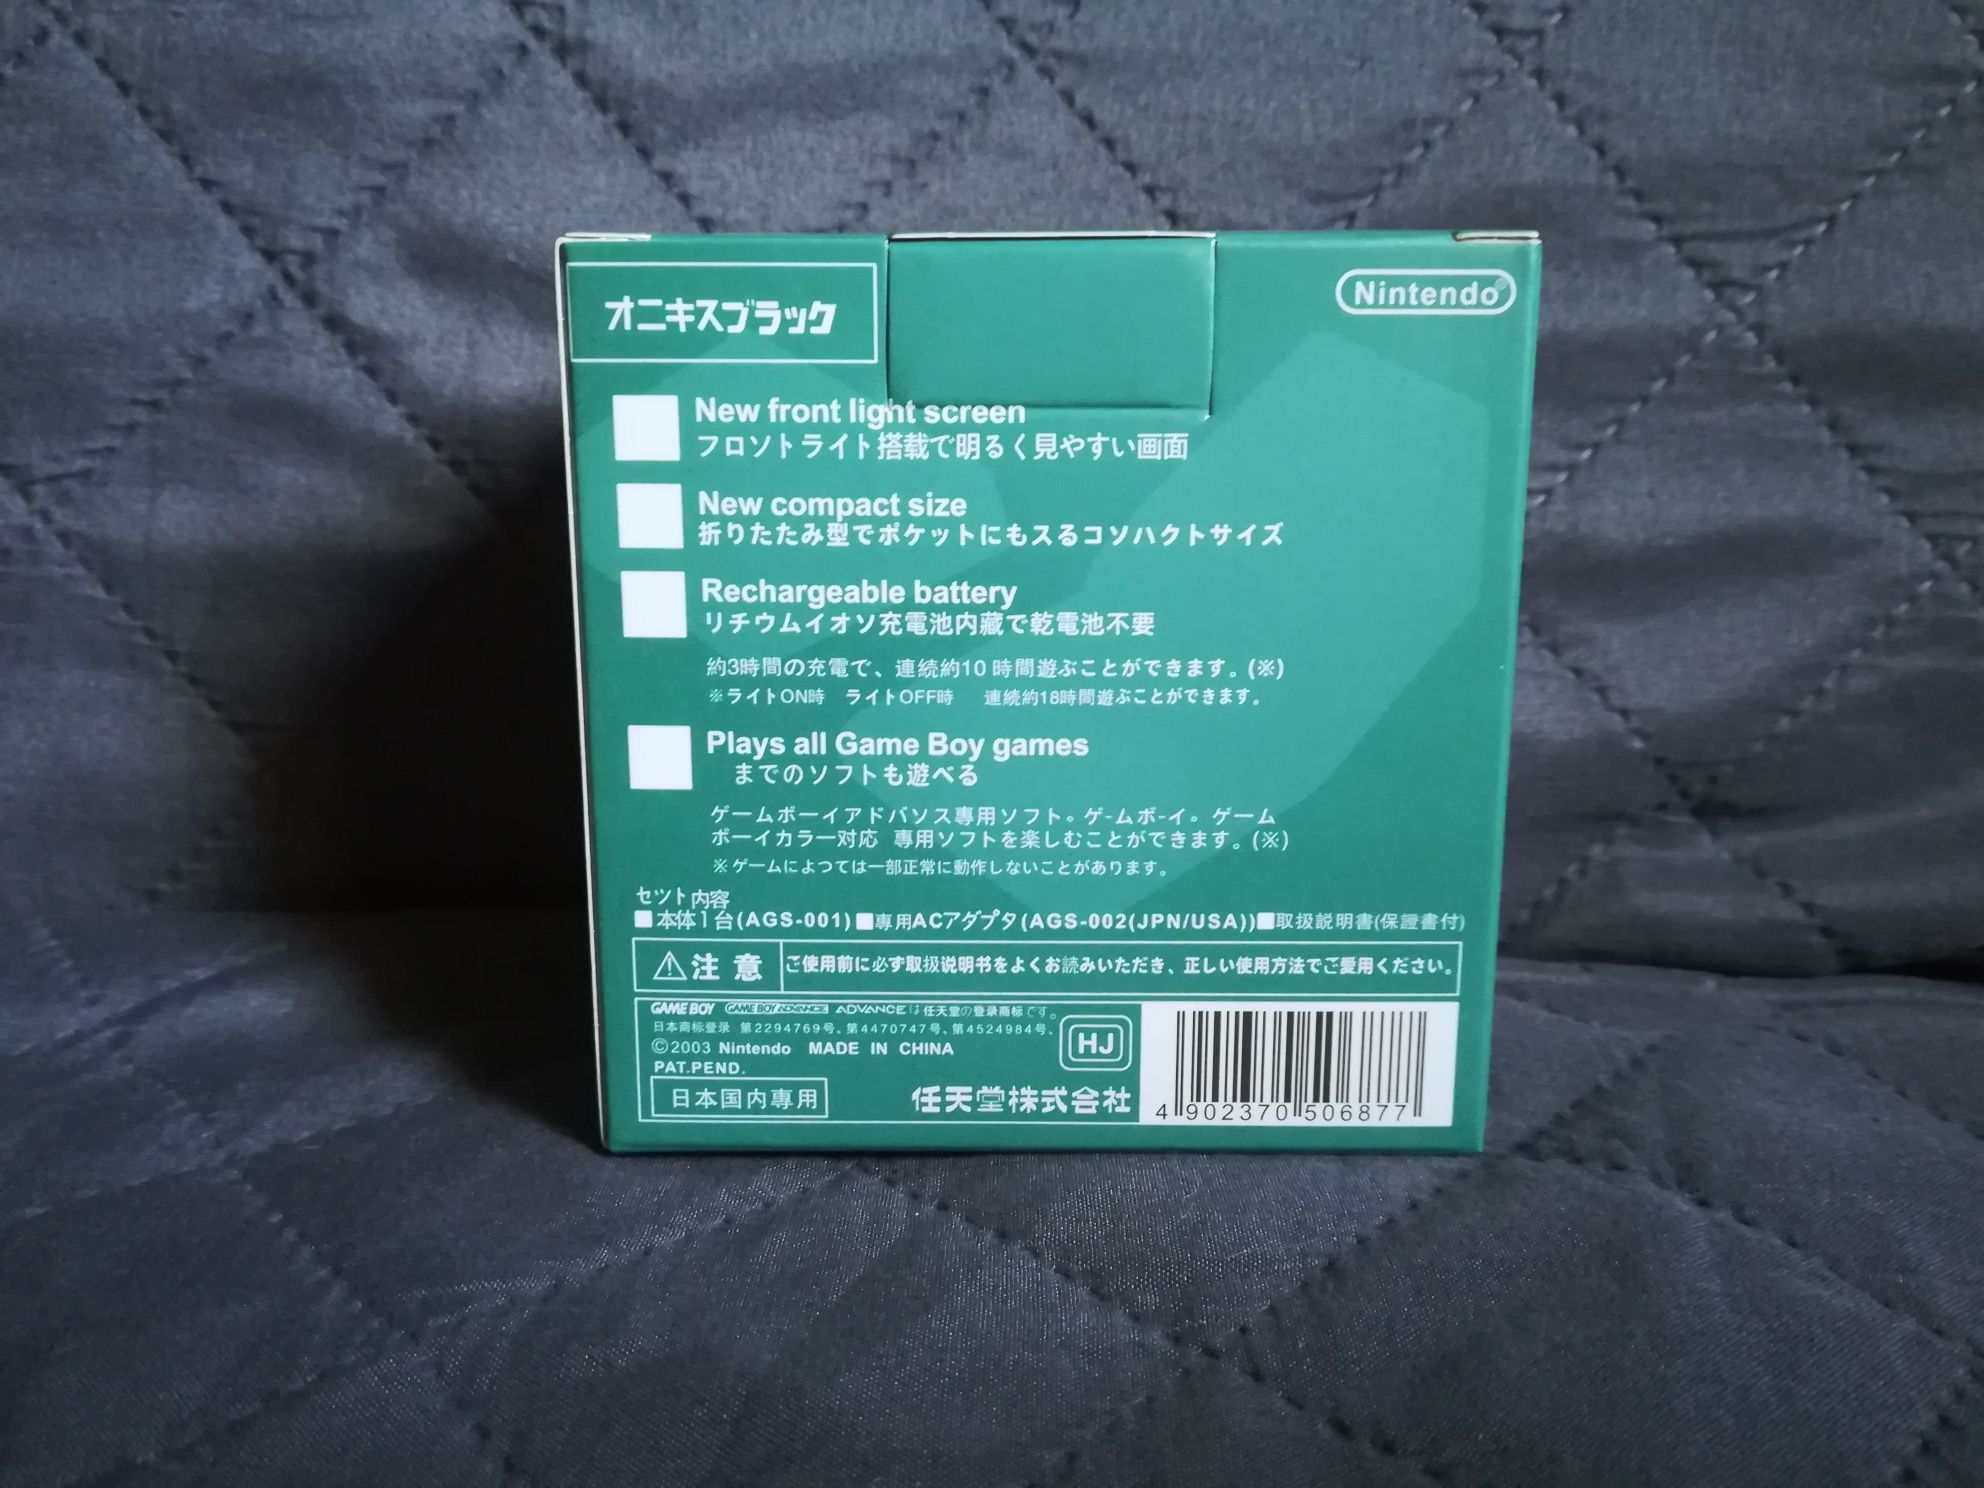 オニキスブラック
Nintendo®
New front light screen
フロソトライト搭載で明るく見やすい画面
New compact size
折りたたみ型でポケットにもスるコソハクトサイズ
Rechargeable battery
リチウムイオソ充電池内蔵で乾電池不要
約3時間の充電で、連続約10時間遊ぶことができます。(※)
※ライトON時 ライトOFF時 連続約18時間遊ぶことができます。
Plays all Game Boy games
までのソフトも遊べる
ゲームボーイアドバソス専用ソフト。ゲ-ムボ-イ。ゲーム
ボーイカラー対応 専用ソフトを楽しむことができます。(※)
※ゲームによつては一部正常に動作しないことがあります。
セツト内容
■本体1台(AGS-001)■専用ACアダプタ(AGS-002(JPN/USA))■取扱説明書(保證書付)
⚠注意 ご使用前に必ず取扱说明书をよくお読みいただき、正しい使用方法でご愛用ください。
GAME BOY GAME BOY ADVANCE ADVANCEは任天堂の登录商标です。
日本商标登录 第2294769号、第4470747号、第4524984号、
©2003 Nintendo MADE IN CHINA
PAT.PEND.
HJ
日本国内専用
任天堂株式会社
4 902370 506877